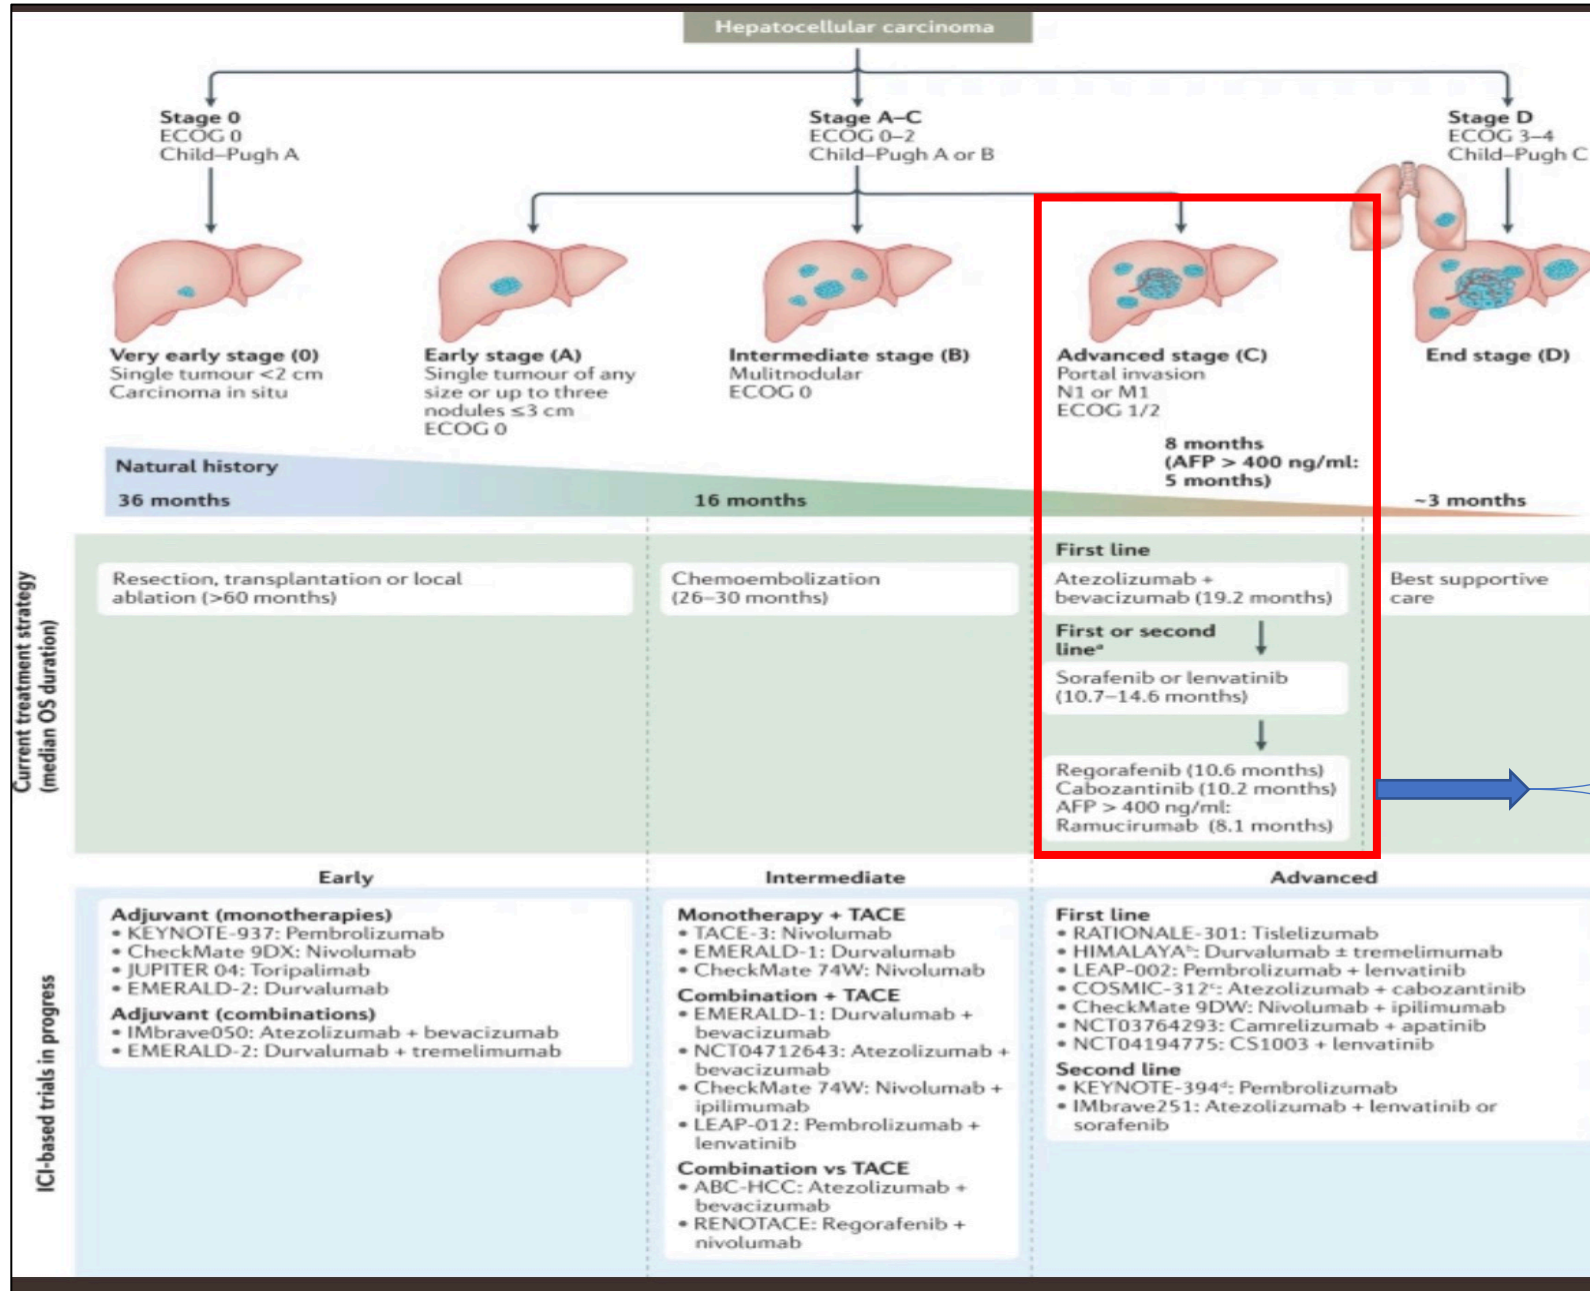 Hepatocellular carcinoma
Stage 0
ECOG 0
Child–Pugh A
Stage A–C
ECOG 0–2
Child–Pugh A or B
Stage D
ECOG 3–4
Child–Pugh C
Very early stage (0)
Single tumour <2 cm
Carcinoma in situ
Early stage (A)
Single tumour of any
size or up to three
nodules ≤3 cm
ECOG 0
Intermediate stage (B)
Mulitnodular
ECOG 0
Advanced stage (C)
Portal invasion
N1 or M1
ECOG 1/2
End stage (D)
Natural history
36 months
16 months
8 months
(AFP > 400 ng/ml:
5 months)
~3 months
Current treatment strategy
(median OS duration)
Resection, transplantation or local
ablation (>60 months)
Chemoembolization
(26–30 months)
First line
Atezolizumab +
bevacizumab (19.2 months)
First or second
lineᵃ
Sorafenib or lenvatinib
(10.7–14.6 months)
Regorafenib (10.6 months)
Cabozantinib (10.2 months)
AFP > 400 ng/ml:
Ramucirumab (8.1 months)
Best supportive
care
ICI-based trials in progress
Early
Adjuvant (monotherapies)
• KEYNOTE-937: Pembrolizumab
• CheckMate 9DX: Nivolumab
• JUPITER 04: Toripalimab
• EMERALD-2: Durvalumab
Adjuvant (combinations)
• IMbrave050: Atezolizumab + bevacizumab
• EMERALD-2: Durvalumab + tremelimumab
Intermediate
Monotherapy + TACE
• TACE-3: Nivolumab
• EMERALD-1: Durvalumab
• CheckMate 74W: Nivolumab
Combination + TACE
• EMERALD-1: Durvalumab +
bevacizumab
• NCT04712643: Atezolizumab +
bevacizumab
• CheckMate 74W: Nivolumab +
ipilimumab
• LEAP-012: Pembrolizumab +
lenvatinib
Combination vs TACE
• ABC-HCC: Atezolizumab +
bevacizumab
• RENOTACE: Regorafenib +
nivolumab
Advanced
First line
• RATIONALE-301: Tislelizumab
• HIMALAYAᵇ: Durvalumab ± tremelimumab
• LEAP-002: Pembrolizumab + lenvatinib
• COSMIC-312ᶜ: Atezolizumab + cabozantinib
• CheckMate 9DW: Nivolumab + ipilimumab
• NCT03764293: Camrelizumab + apatinib
• NCT04194775: CS1003 + lenvatinib
Second line
• KEYNOTE-394ᵈ: Pembrolizumab
• IMbrave251: Atezolizumab + lenvatinib or
sorafenib